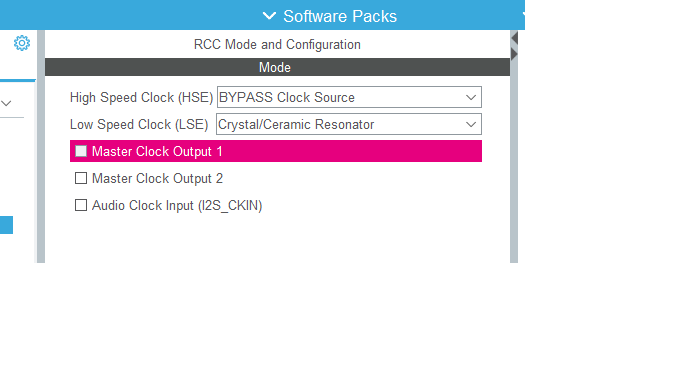 Software Packs
RCC Mode and Configuration
Mode
High Speed Clock (HSE) BYPASS Clock Source
Low Speed Clock (LSE) Crystal/Ceramic Resonator
Master Clock Output 1
Master Clock Output 2
Audio Clock Input (I2S_CKIN)